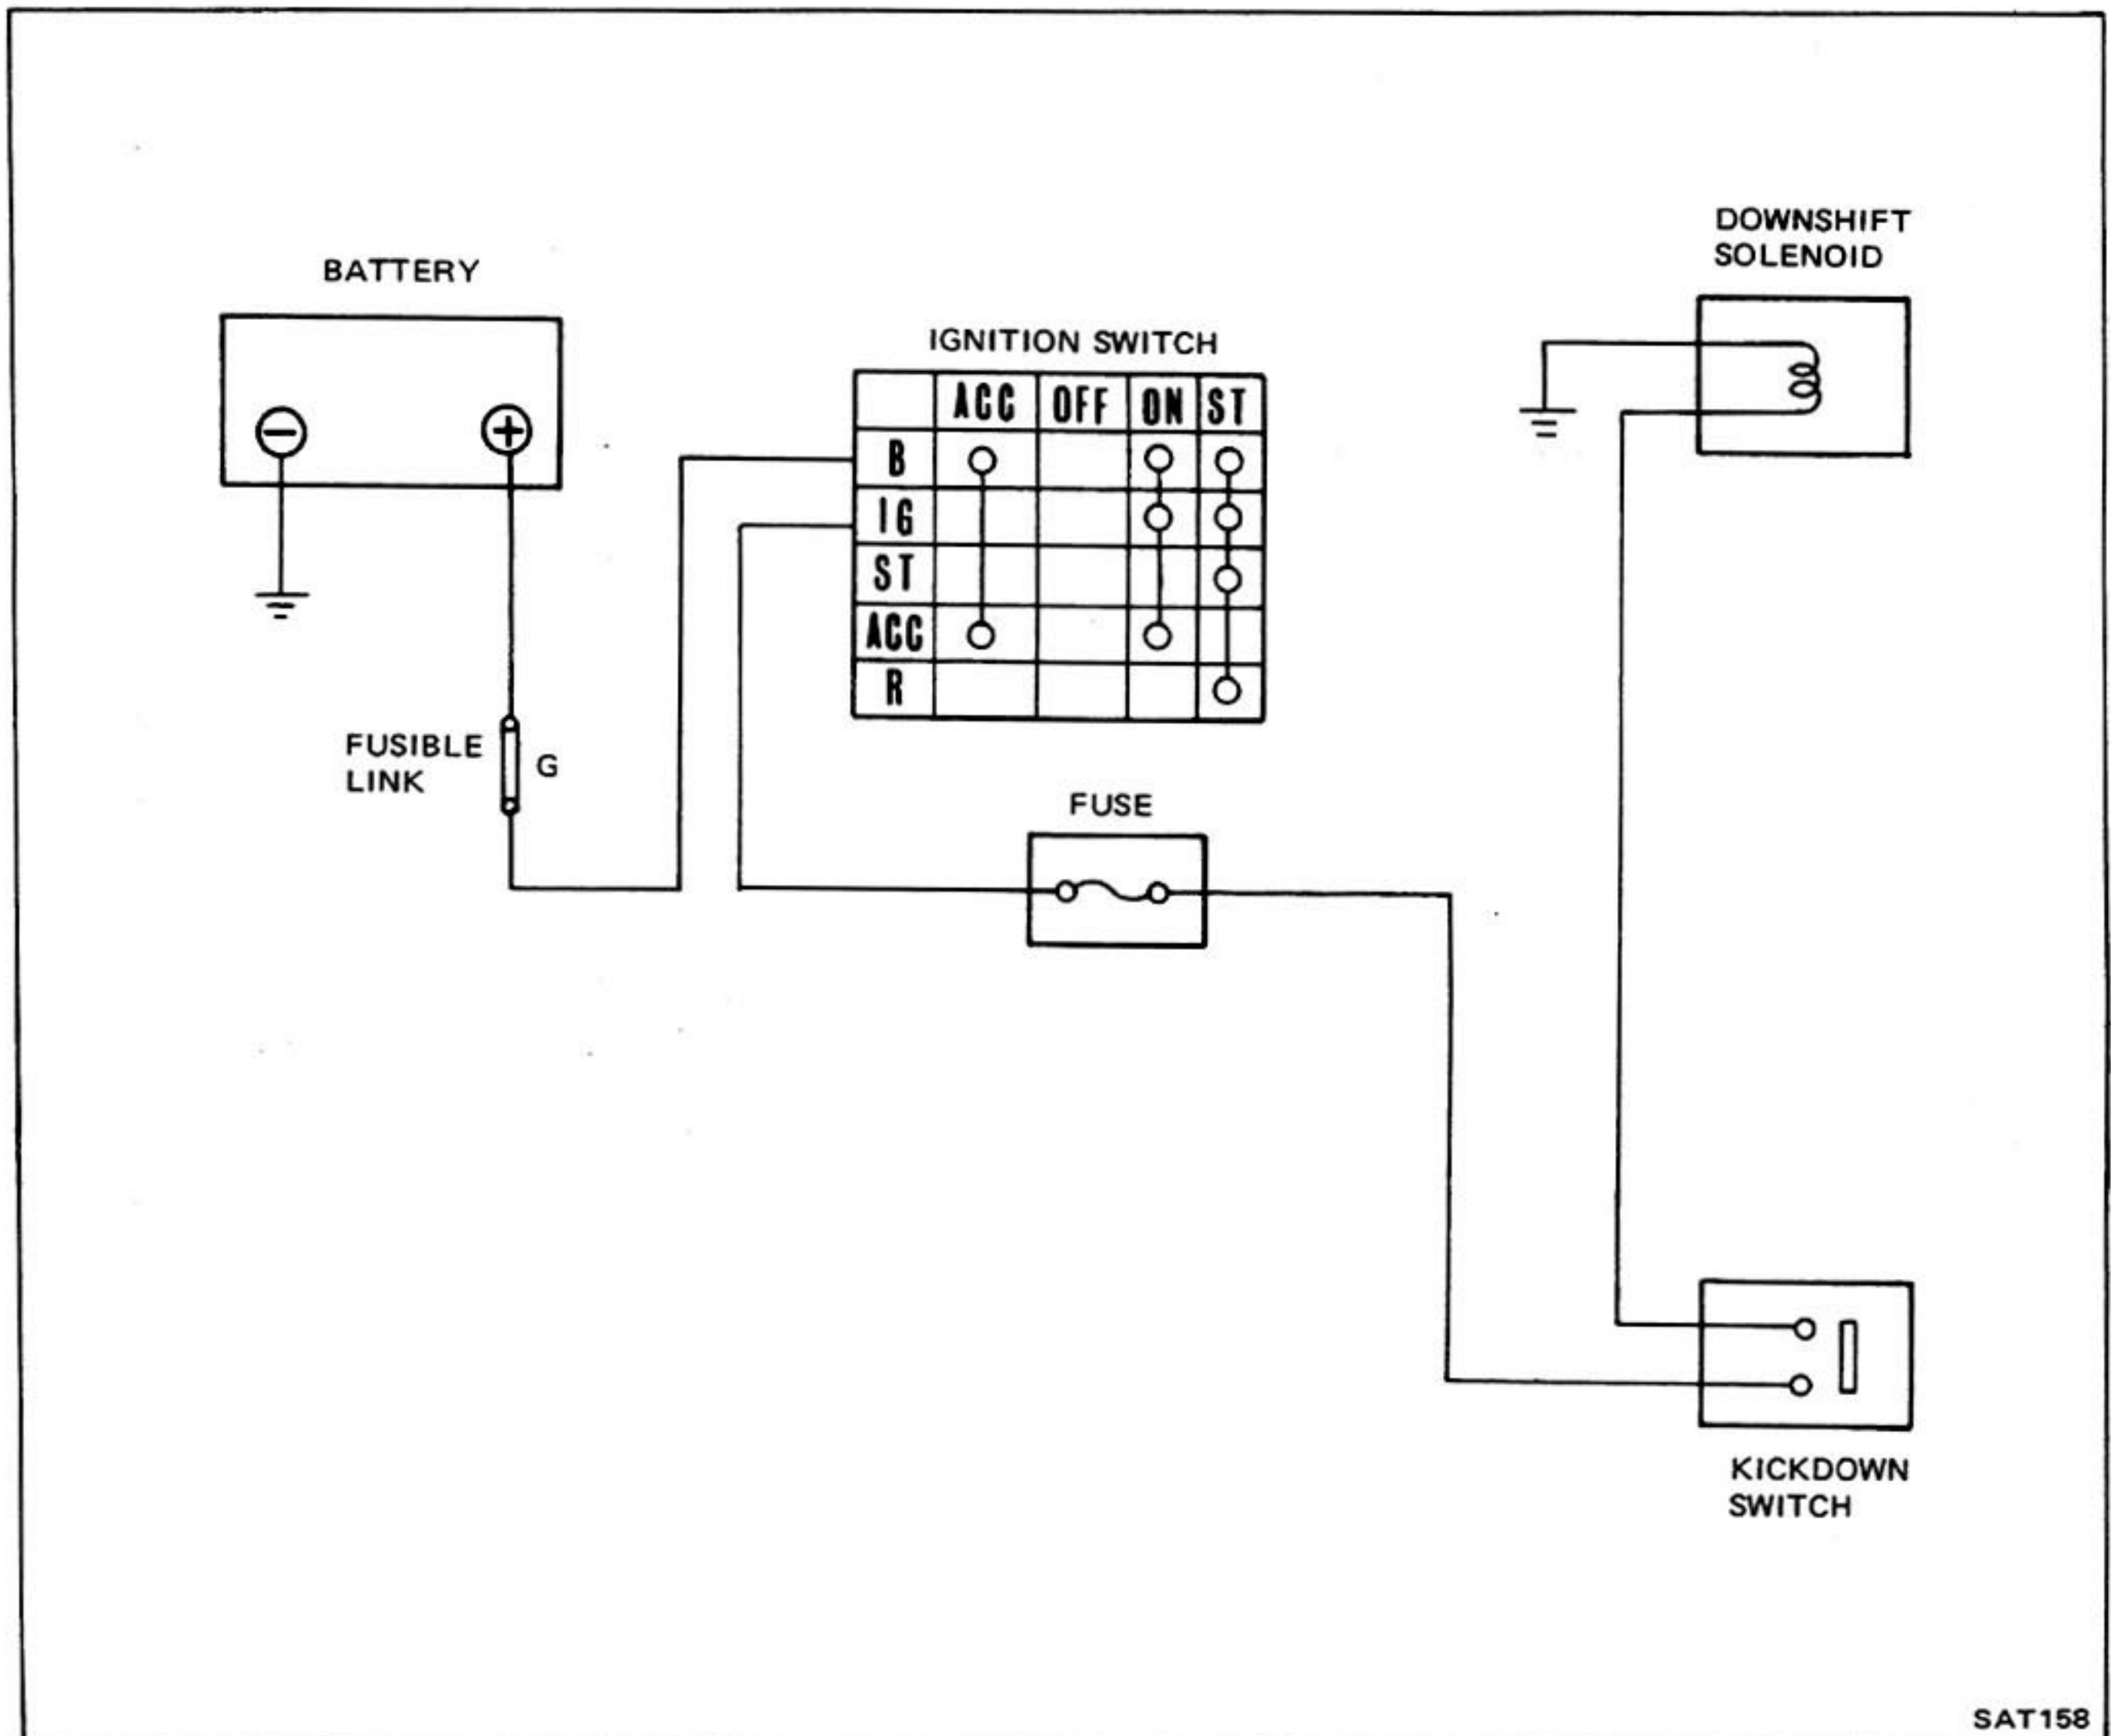 BATTERY
- +
FUSIBLE
LINK
G
IGNITION SWITCH
ACC OFF ON ST
B
IG
ST
ACC
R
FUSE
DOWNSHIFT
SOLENOID
KICKDOWN
SWITCH
SAT158